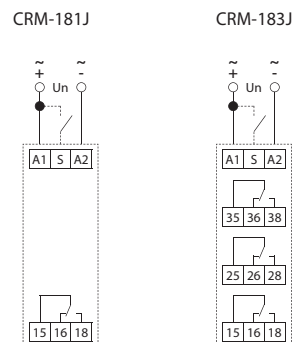 CRM-181J
~ ~
+ Un -
A1 S A2
15 16 18
CRM-183J
~ ~
+ Un -
A1 S A2
35 36 38
25 26 28
15 16 18